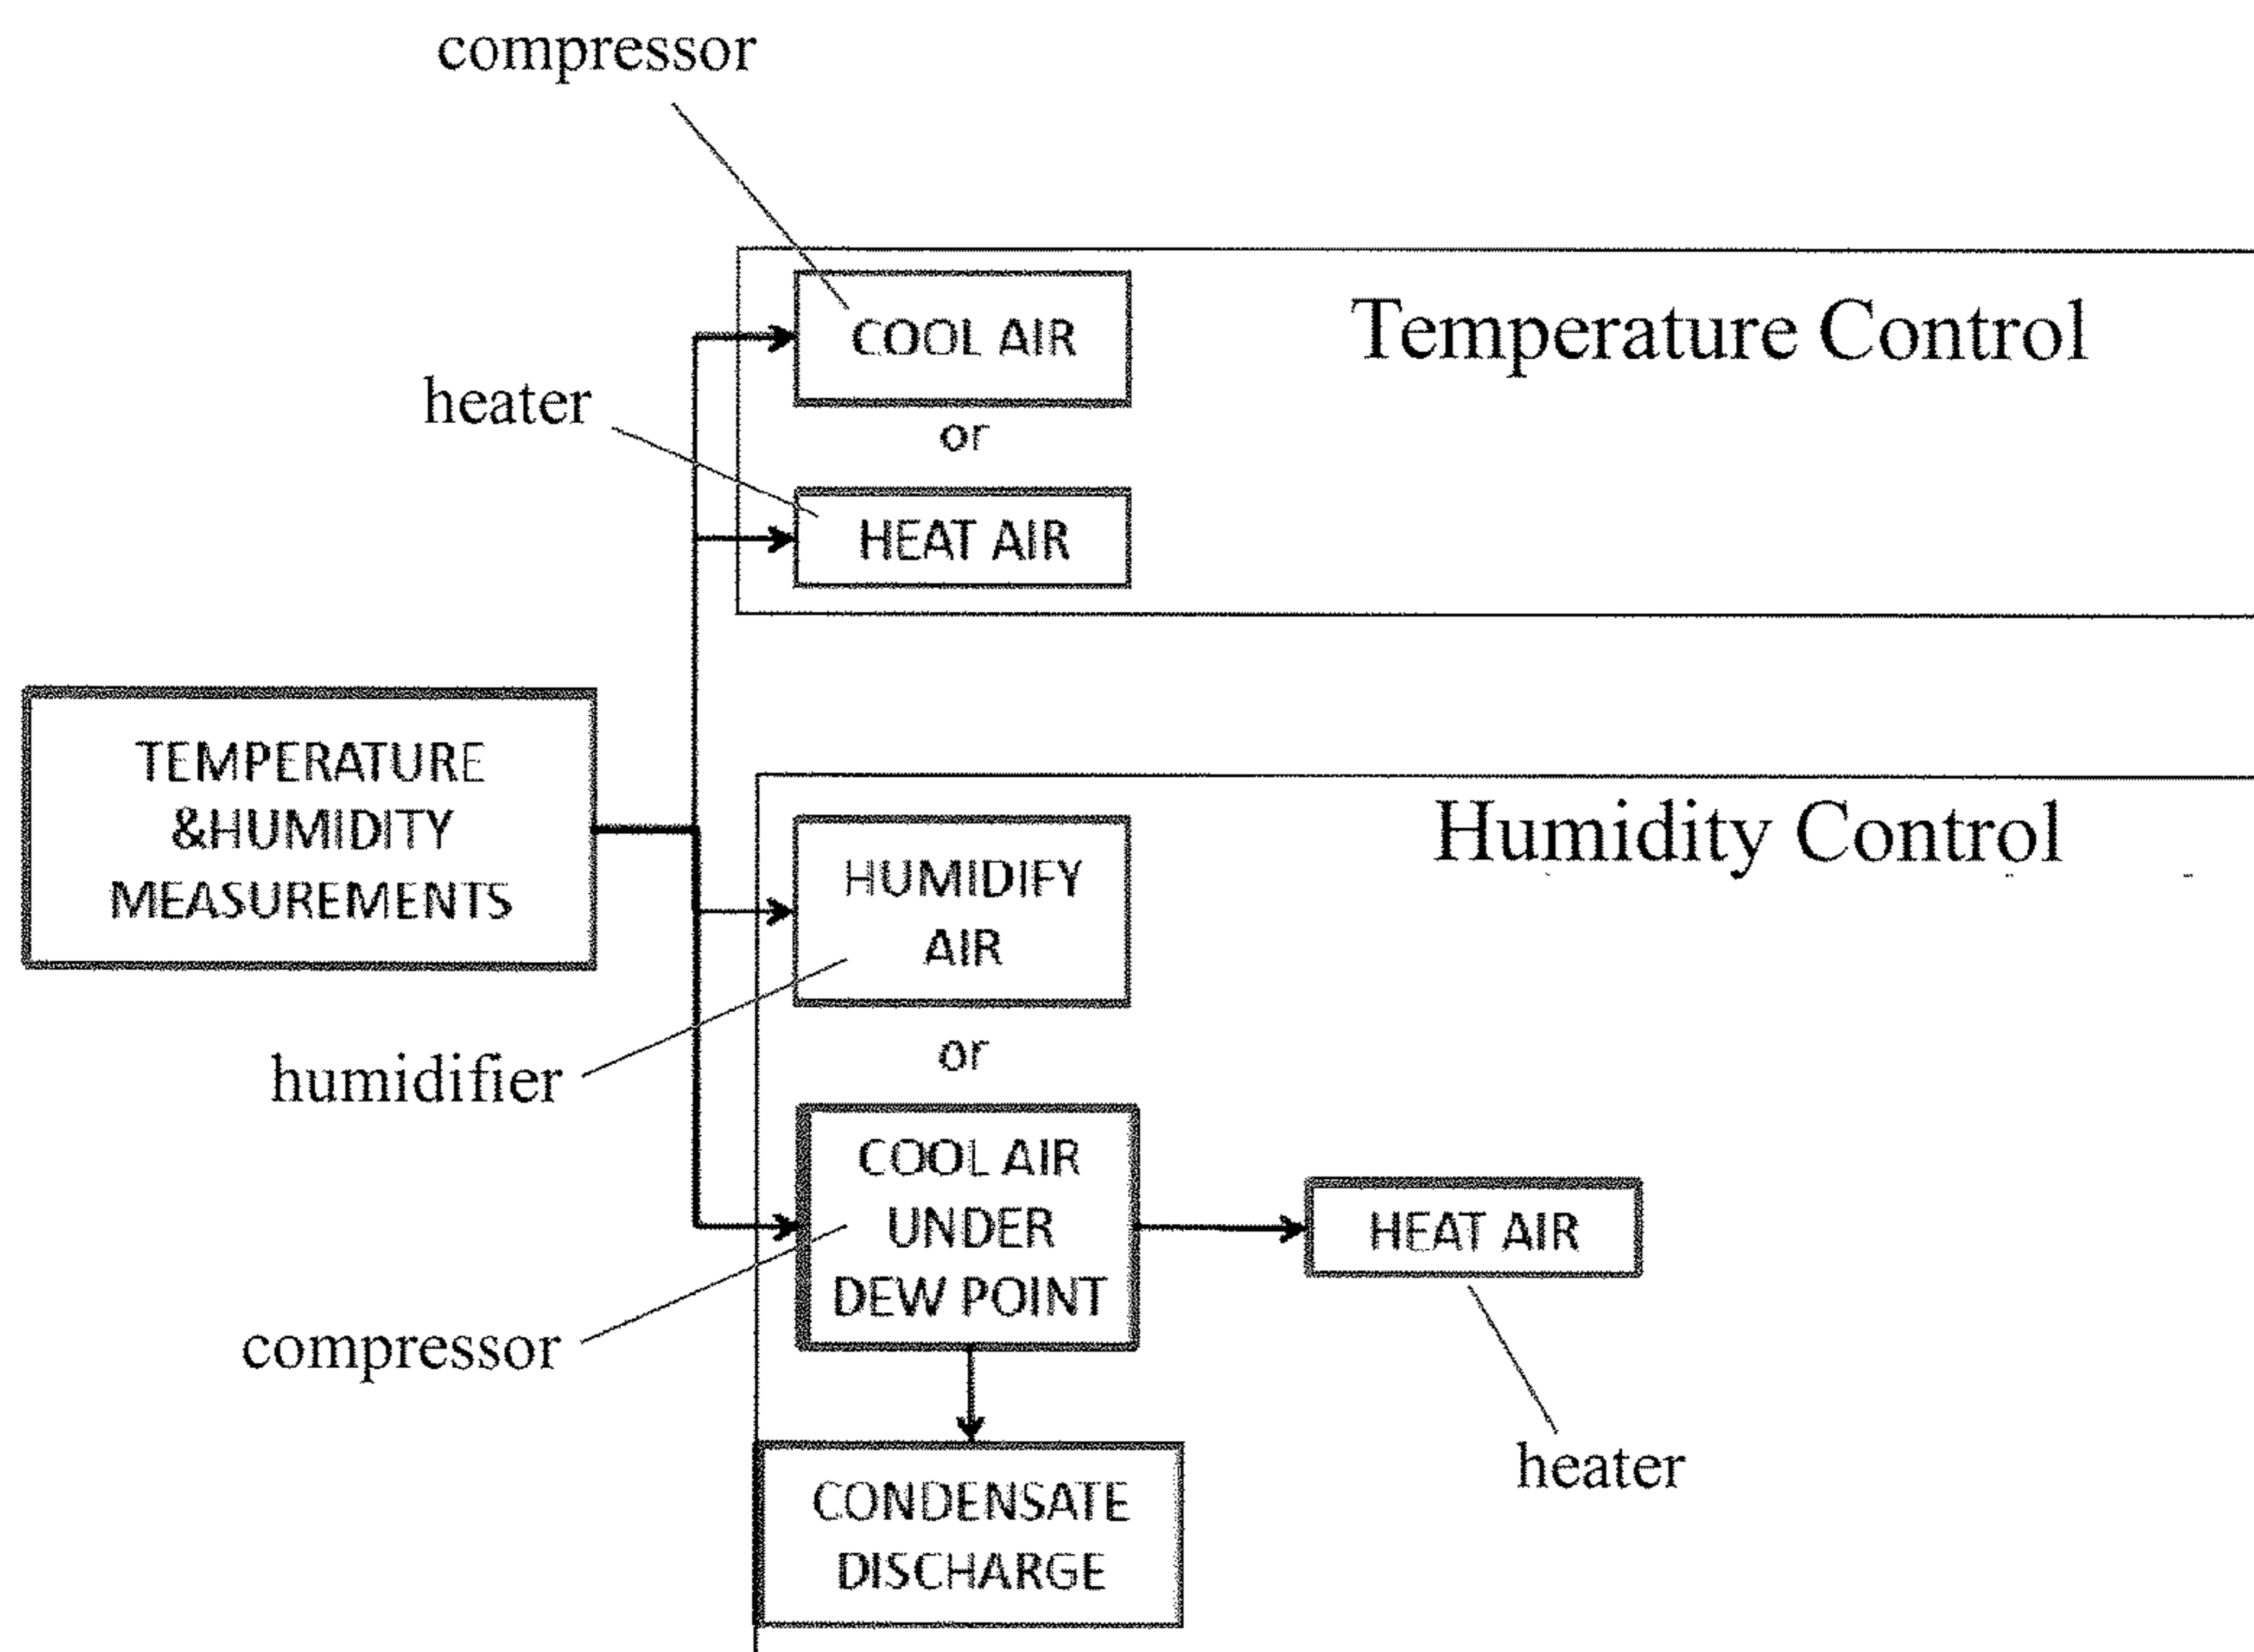 compressor
COOL AIR
Temperature Control
heater
or
HEAT AIR
TEMPERATURE
&HUMIDITY
MEASUREMENTS
Humidity Control
HUMIDIFY
AIR
humidifier
or
COOL AIR
UNDER
DEW POINT
HEAT AIR
compressor
heater
CONDENSATE
DISCHARGE